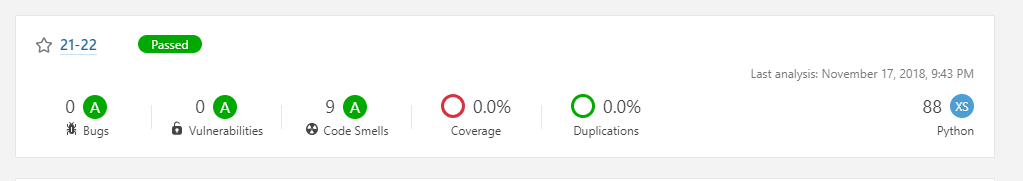 21-22 Passed
Last analysis: November 17, 2018, 9:43 PM
0 A 0 A 9 A 0.0% 0.0% 88 XS
Bugs Vulnerabilities Code Smells Coverage Duplications Python